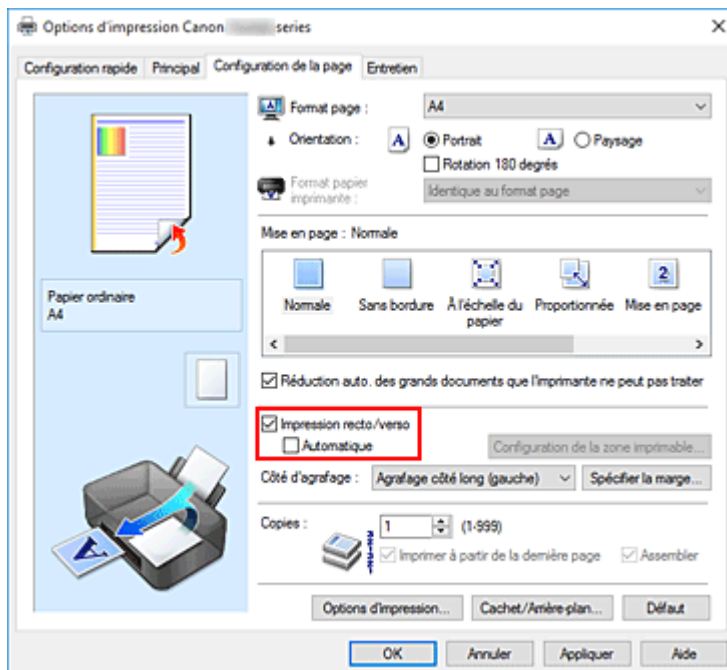 Options d'impression Canon series
Configuration rapide Principal Configuration de la page Entretien
Format page : A4
Orientation : A Portrait A Paysage
Rotation 180 degrés
Format papier
imprimante : Identique au format page
Mise en page : Normale
2
Normale Sans bordure À l'échelle du
papier Proportionnée Mise en page
Papier ordinaire
A4
Réduction auto. des grands documents que l'imprimante ne peut pas traiter
Impression recto/verso
Automatique
Configuration de la zone imprimable...
Côté d'agrafage : Agrafage côté long (gauche) Spécifier la marge...
Copies : 1 (1-999)
Imprimer à partir de la dernière page Assembler
A
Options d'impression... Cachet/Arrière-plan... Défaut
OK Annuler Appliquer Aide